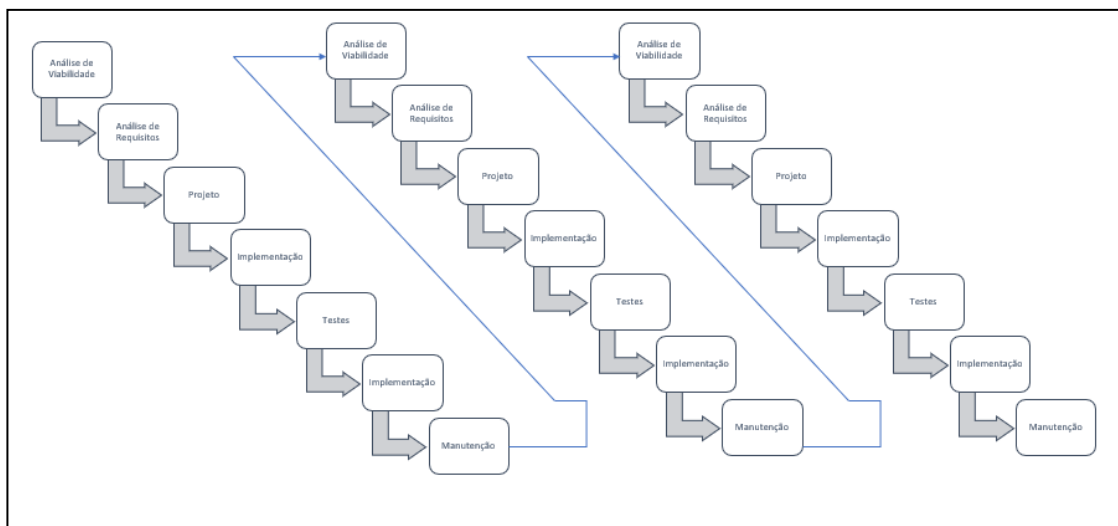 Análise de
Viabilidade
Análise de
Requisitos
Projeto
Implementação
Testes
Implementação
Manutenção
Análise de
Viabilidade
Análise de
Requisitos
Projeto
Implementação
Testes
Implementação
Manutenção
Análise de
Viabilidade
Análise de
Requisitos
Projeto
Implementação
Testes
Implementação
Manutenção